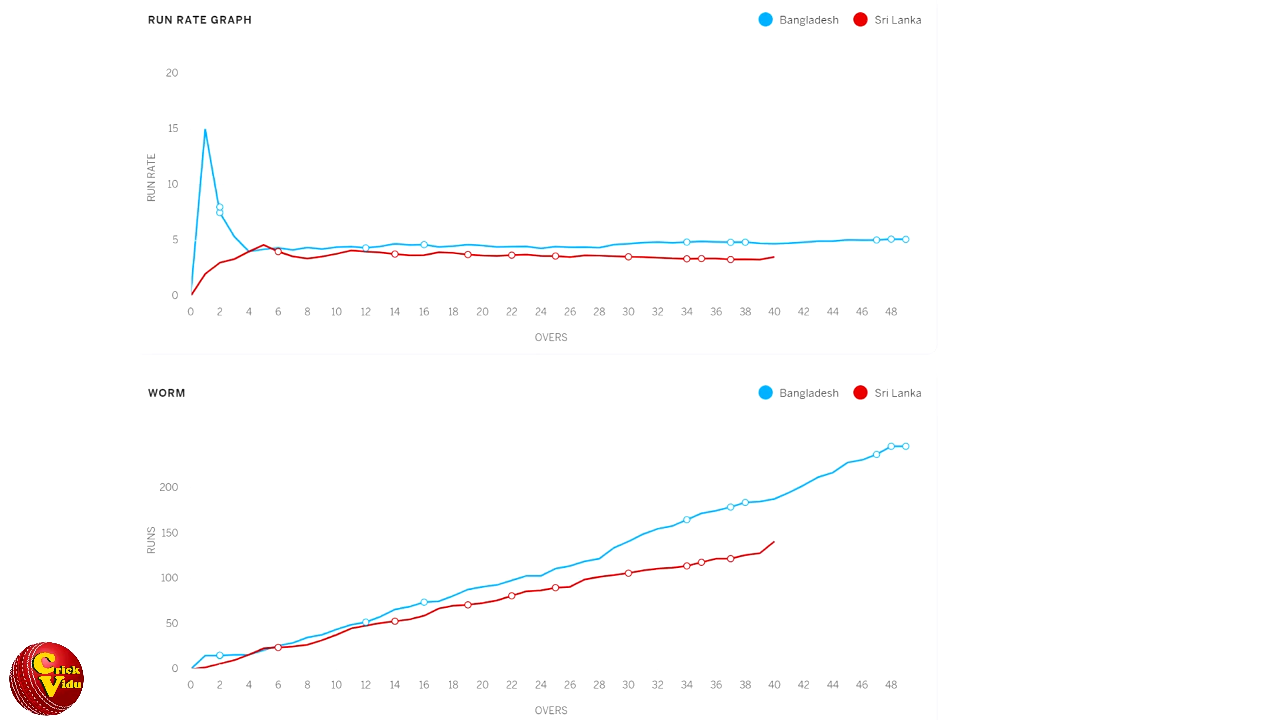 RUN RATE GRAPH
Bangladesh Sri Lanka
20
15
10
5
0
RUN RATE
0 2 4 6 8 10 12 14 16 18 20 22 24 26 28 30 32 34 36 38 40 42 44 46 48
OVERS
WORM
Bangladesh Sri Lanka
200
150
100
50
0
RUNS
0 2 4 6 8 10 12 14 16 18 20 22 24 26 28 30 32 34 36 38 40 42 44 46 48
OVERS
Crick
Vidu